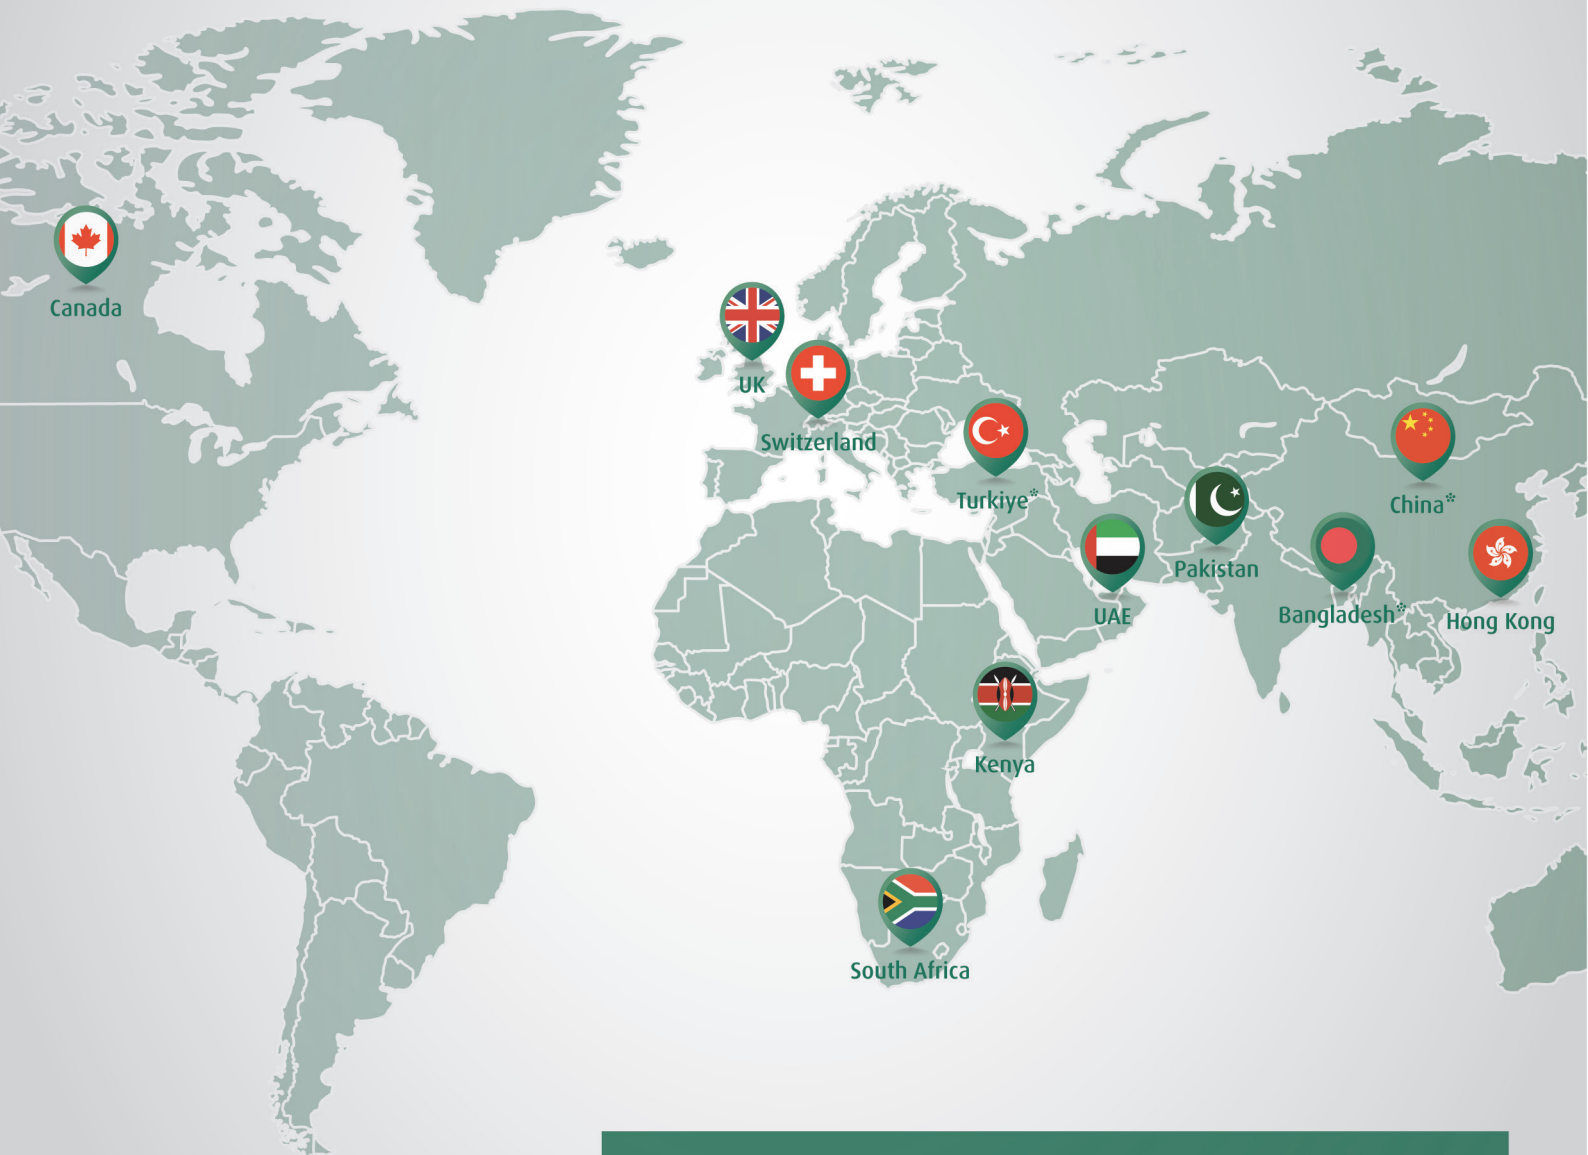 Canada
UK
Switzerland
Turkiye*
China*
Pakistan
UAE
Bangladesh*
Hong Kong
Kenya
South Africa